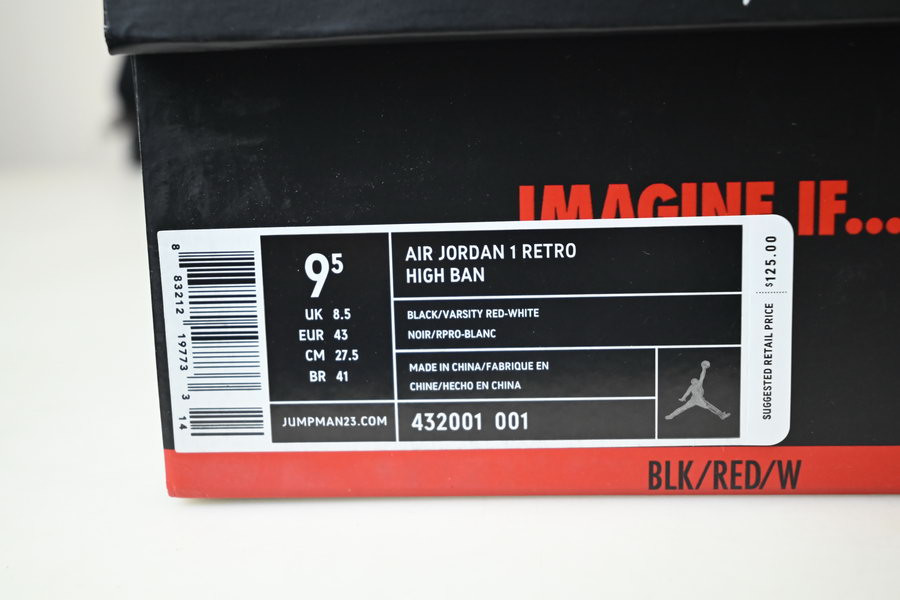 IMAGINE IF...
8 83212 19773 3 14
9⁵
UK 8.5
EUR 43
CM 27.5
BR 41
JUMPMAN23.COM
AIR JORDAN 1 RETRO
HIGH BAN
BLACK/VARSITY RED-WHITE
NOIR/RPRO-BLANC
MADE IN CHINA/FABRIQUE EN
CHINE/HECHO EN CHINA
432001 001
SUGGESTED RETAIL PRICE $125.00
BLK/RED/W